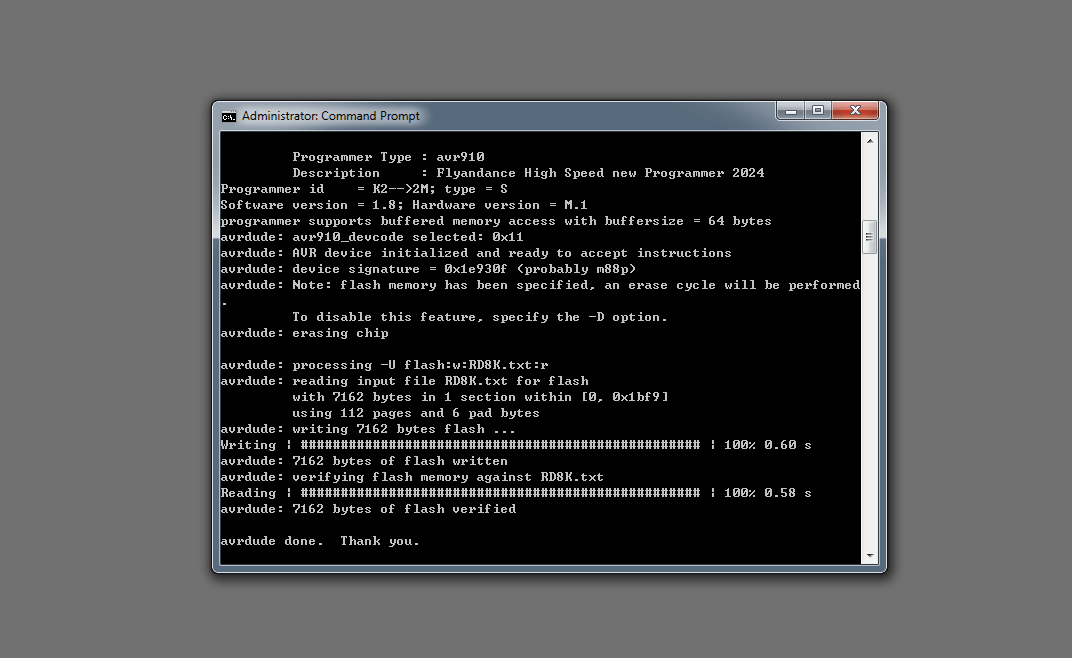 Administrator: Command Prompt
Programmer Type : avr910
Description     : Flyandance High Speed new Programmer 2024
Programmer id    = K2-->2M; type = S
Software version = 1.8; Hardware version = M.1
programmer supports buffered memory access with buffersize = 64 bytes
avrdude: avr910_devcode selected: 0x11
avrdude: AVR device initialized and ready to accept instructions
avrdude: device signature = 0x1e930f (probably m88p)
avrdude: Note: flash memory has been specified, an erase cycle will be performed
.
To disable this feature, specify the -D option.
avrdude: erasing chip
avrdude: processing -U flash:w:RD8K.txt:r
avrdude: reading input file RD8K.txt for flash
with 7162 bytes in 1 section within [0, 0x1bf9]
using 112 pages and 6 pad bytes
avrdude: writing 7162 bytes flash ...
Writing | ################################################## | 100% 0.60 s
avrdude: 7162 bytes of flash written
avrdude: verifying flash memory against RD8K.txt
Reading | ################################################## | 100% 0.58 s
avrdude: 7162 bytes of flash verified
avrdude done.  Thank you.